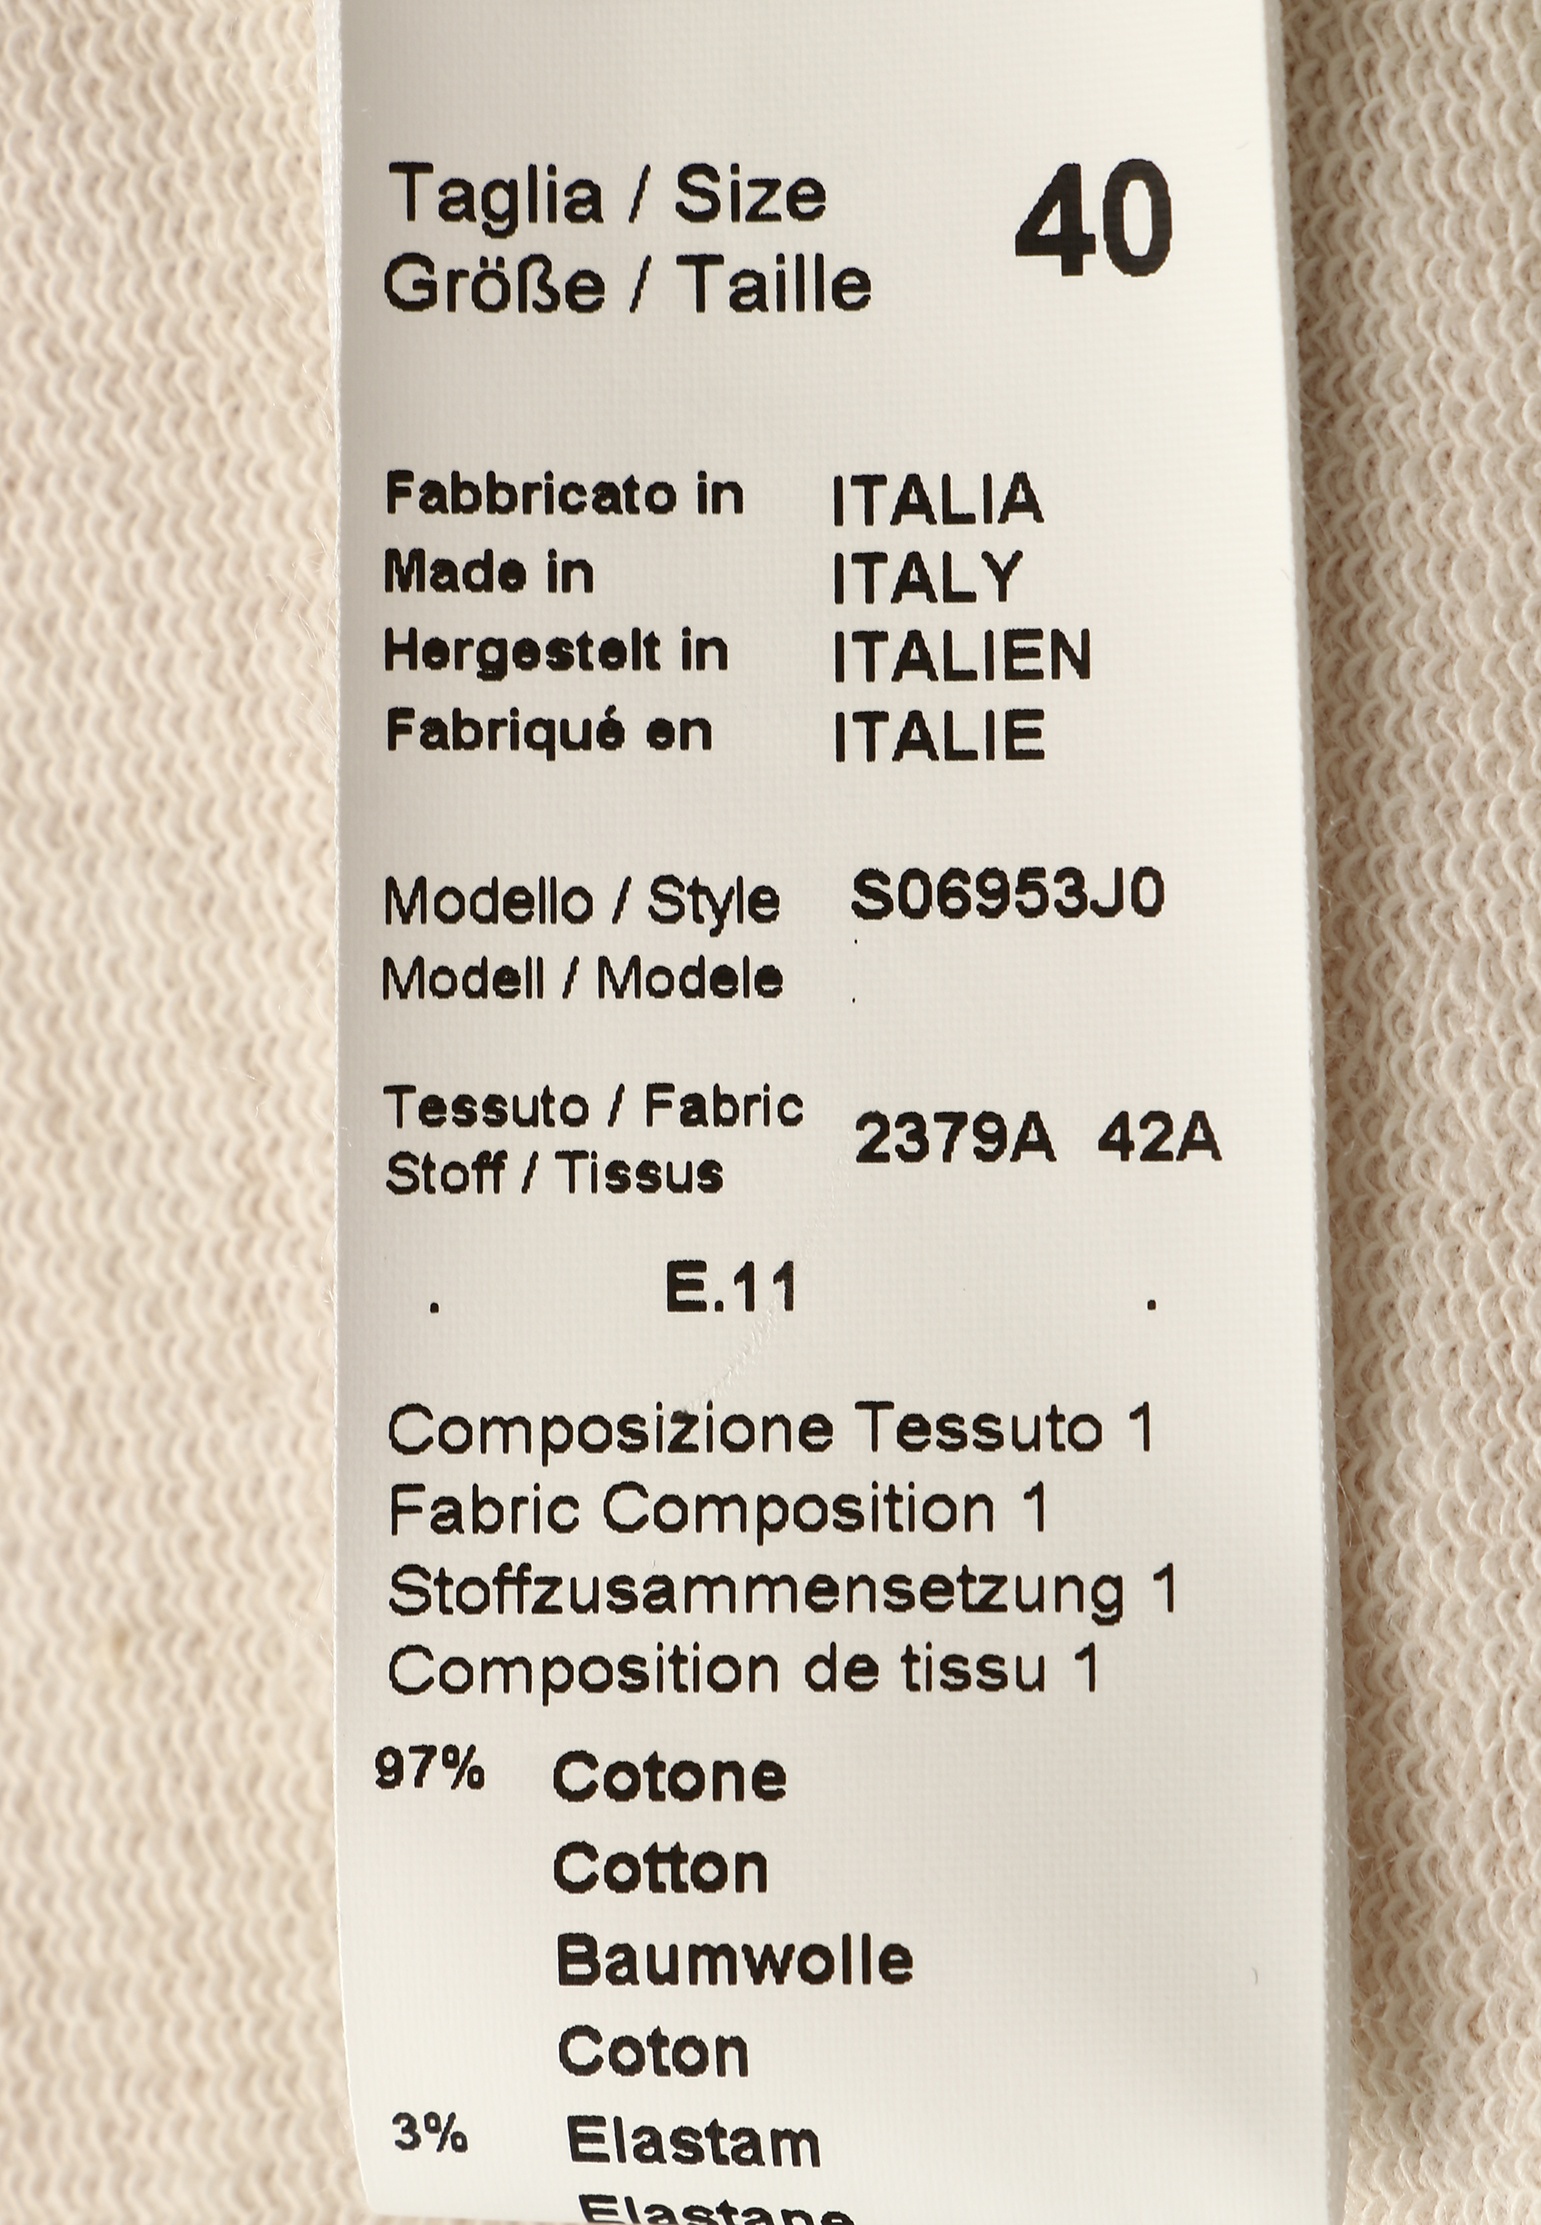 Taglia / Size 40
Größe / Taille
Fabbricato in ITALIA
Made in ITALY
Hergestelt in ITALIEN
Fabriqué en ITALIE
Modello / Style S06953J0
Modell / Modele
Tessuto / Fabric 2379A 42A
Stoff / Tissus
. E.11 .
Composizione Tessuto 1
Fabric Composition 1
Stoffzusammensetzung 1
Composition de tissu 1
97% Cotone
Cotton
Baumwolle
Coton
3% Elastam
Elastane